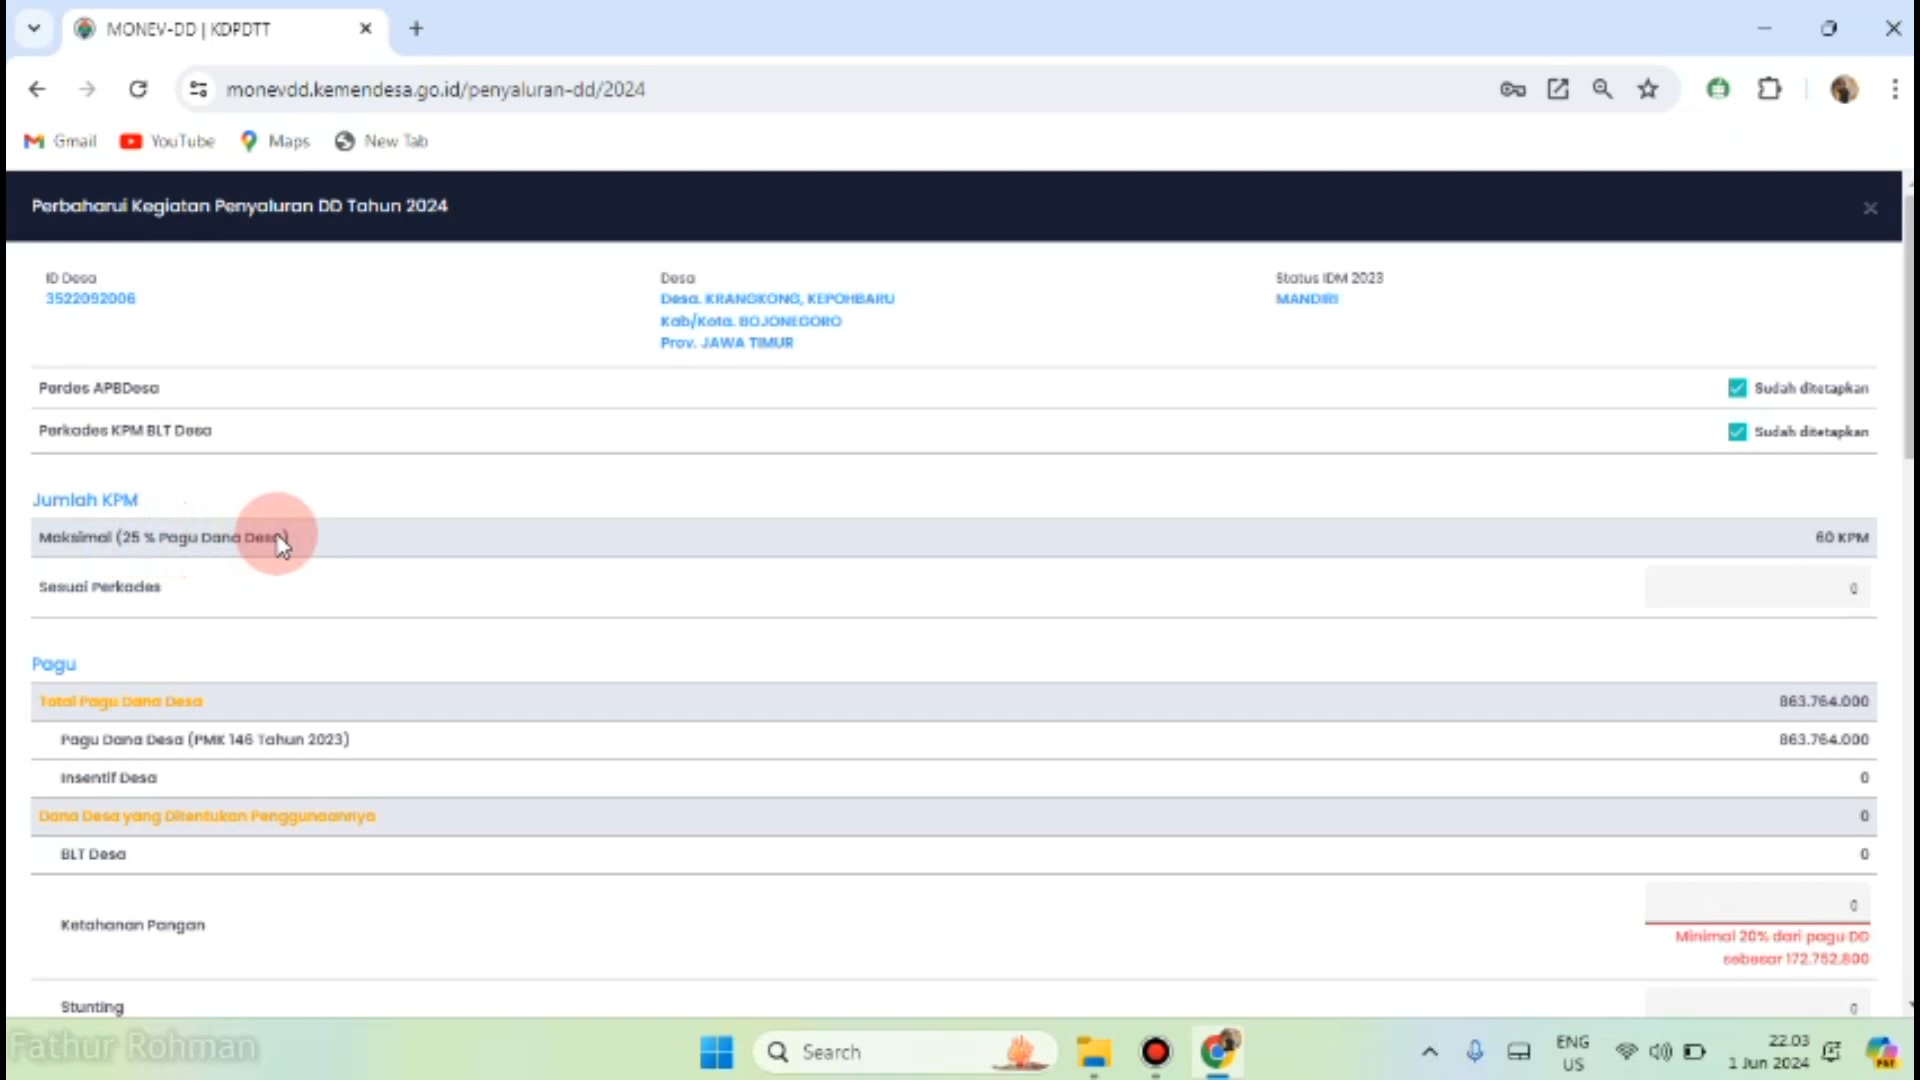 MONEV-DD | KDPDTT
monevdd.kemendesa.go.id/penyaluran-dd/2024
Gmail
YouTube
Maps
New Tab
Perbaharui Kegiatan Penyaluran DD Tahun 2024
ID Desa
3522092006
Desa
Desa. KRANGKONG, KEPOHBARU
Kab/Kota. BOJONEGORO
Prov. JAWA TIMUR
Status IDM 2023
MANDIRI
Perdes APBDesa
Sudah ditetapkan
Perkades KPM BLT Desa
Sudah ditetapkan
Jumlah KPM
Maksimal (25 % Pagu Dana Desa)
60 KPM
Sesuai Perkades
0
Pagu
Total Pagu Dana Desa
863.764.000
Pagu Dana Desa (PMK 146 Tahun 2023)
863.764.000
Insentif Desa
0
Dana Desa yang Ditentukan Penggunaannya
0
BLT Desa
0
Ketahanan Pangan
0
Minimal 20% dari pagu DD
sebesar 172.752.800
Stunting
0
Fathur Rohman
Search
ENG
US
22.03
1 Jun 2024